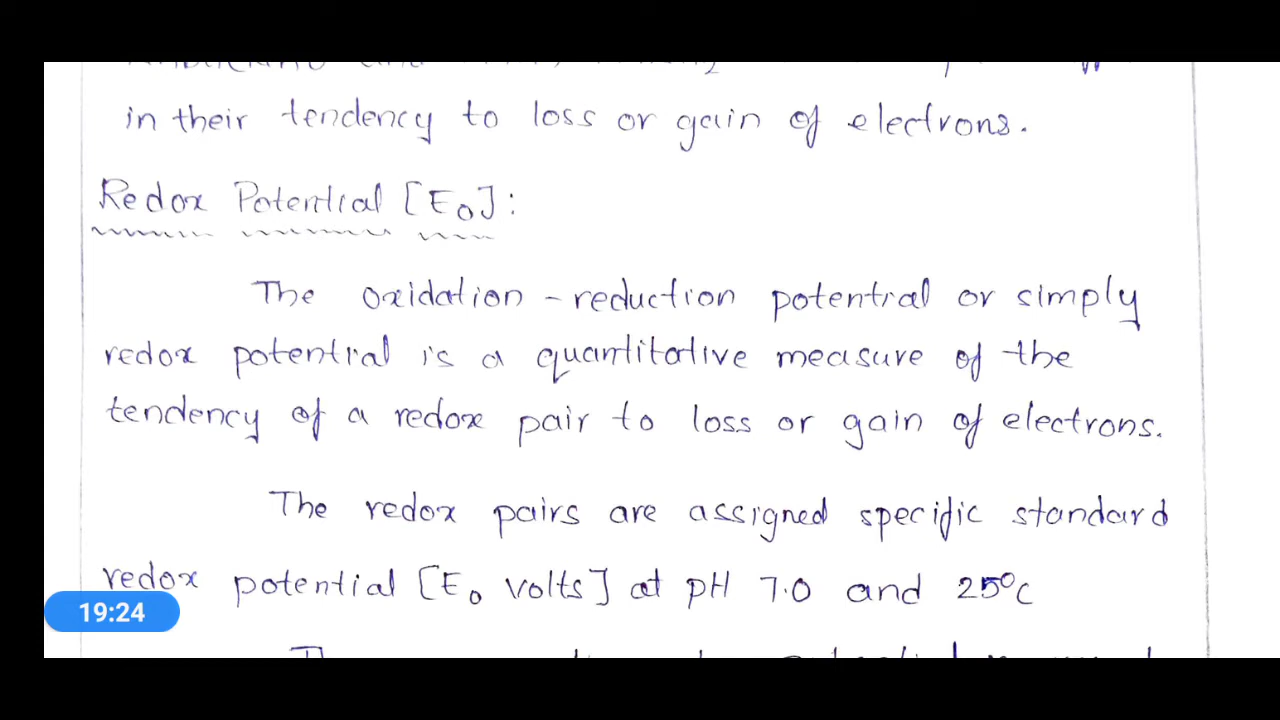 in their tendency to loss or gain of electrons.
Redox Potential [E0]:
The oxidation - reduction potential or simply
redox potential is a quantitative measure of the
tendency of a redox pair to loss or gain of electrons.
The redox pairs are assigned specific standard
redox potential [E0 volts] at pH 7.0 and 25°C
19:24